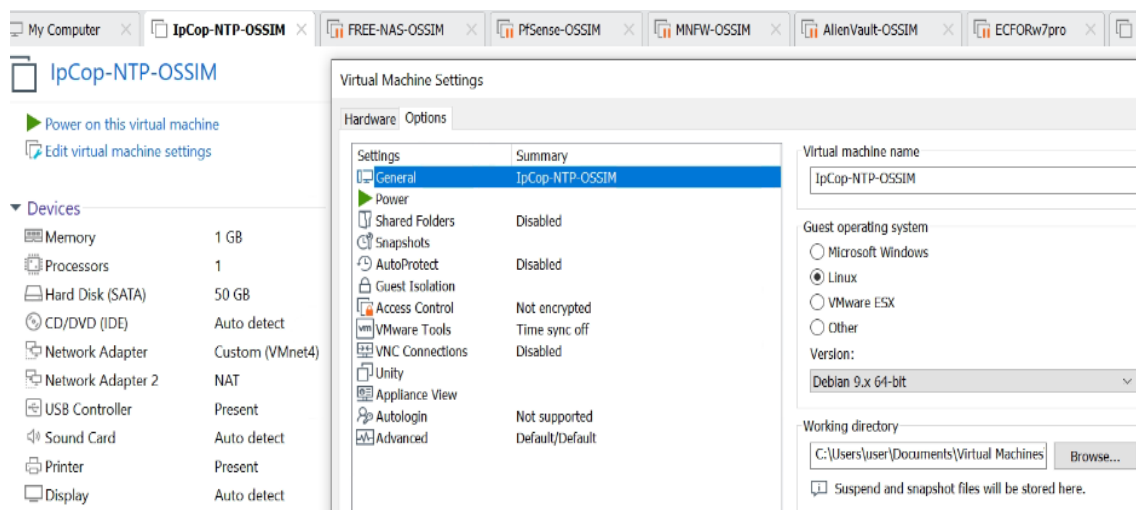 My Computer
IpCop-NTP-OSSIM
FREE-NAS-OSSIM
PfSense-OSSIM
MNFW-OSSIM
AlienVault-OSSIM
ECFORw7pro
IpCop-NTP-OSSIM
Power on this virtual machine
Edit virtual machine settings
Devices
Memory 1 GB
Processors 1
Hard Disk (SATA) 50 GB
CD/DVD (IDE) Auto detect
Network Adapter Custom (VMnet4)
Network Adapter 2 NAT
USB Controller Present
Sound Card Auto detect
Printer Present
Display Auto detect
Virtual Machine Settings
Hardware Options
Settings Summary
General IpCop-NTP-OSSIM
Power
Shared Folders Disabled
Snapshots
AutoProtect Disabled
Guest Isolation
Access Control Not encrypted
vm VMware Tools Time sync off
VNC Connections Disabled
Unity
Appliance View
Autologin Not supported
Advanced Default/Default
Virtual machine name
IpCop-NTP-OSSIM
Guest operating system
Microsoft Windows
Linux
VMware ESX
Other
Version:
Debian 9.x 64-bit
Working directory
C:\Users\user\Documents\Virtual Machines
Browse...
Suspend and snapshot files will be stored here.